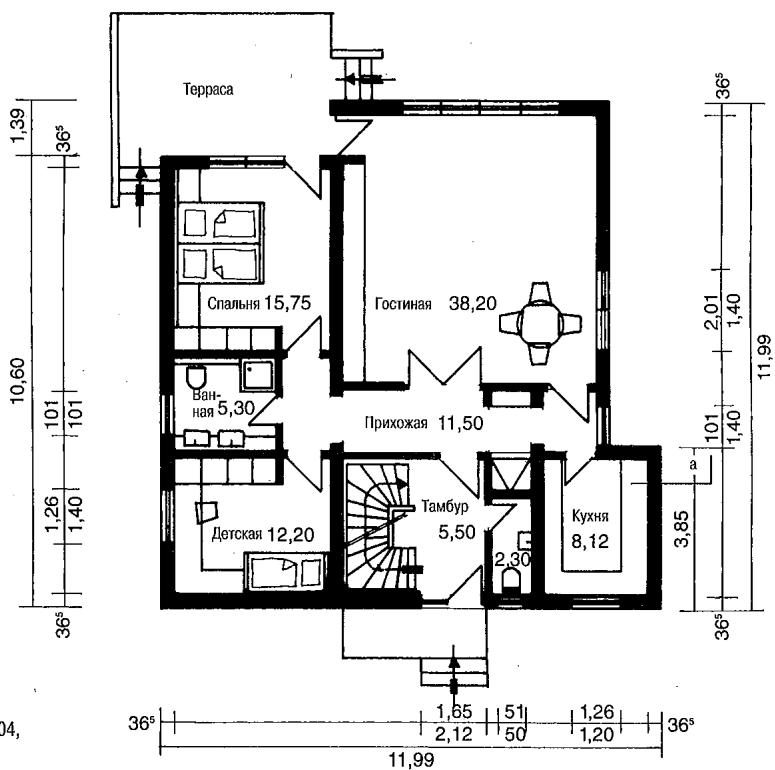 Терраса
1,39
36⁵
36⁵
Спальня 15,75
Гостиная 38,20
2,01
1,40
11,99
10,60
101
101
Ван-
ная 5,30
Прихожая 11,50
101
1,40
а
1,26
1,40
Детская 12,20
Тамбур
5,50
2,30
Кухня
8,12
3,85
36⁵
36⁵
04,
36⁵
1,65
2,12
51
50
1,26
1,20
36⁵
11,99